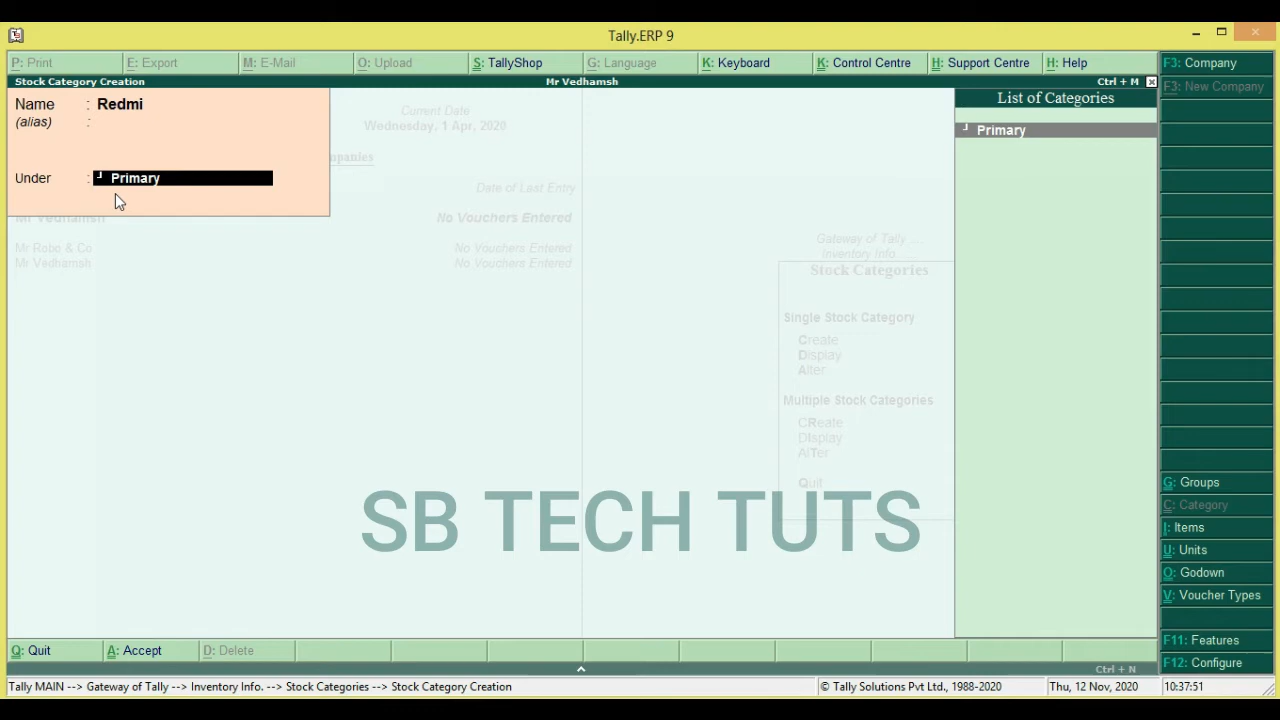 Tally.ERP 9
P: Print
E: Export
M: E-Mail
O: Upload
S: TallyShop
G: Language
K: Keyboard
K: Control Centre
H: Support Centre
H: Help
F3: Company
F3: New Company
Stock Category Creation
Mr Vedhamsh
Ctrl + M
Name : Redmi
(alias) :
Under : ┘ Primary
Current Date
Wednesday, 1 Apr, 2020
mpanies
Date of Last Entry
Mr Vedhamsh
No Vouchers Entered
Mr Robo & Co
No Vouchers Entered
Mr Vedhamsh
No Vouchers Entered
Gateway of Tally ....
Inventory Info. ....
Stock Categories
Single Stock Category
Create
Display
Alter
Multiple Stock Categories
CReate
DIsplay
AlTer
Quit
List of Categories
┘ Primary
SB TECH TUTS
G: Groups
C: Category
I: Items
U: Units
O: Godown
V: Voucher Types
F11: Features
F12: Configure
Q: Quit
A: Accept
D: Delete
Ctrl + N
Tally MAIN --> Gateway of Tally --> Inventory Info. --> Stock Categories --> Stock Category Creation
© Tally Solutions Pvt Ltd., 1988-2020
Thu, 12 Nov, 2020
10:37:51